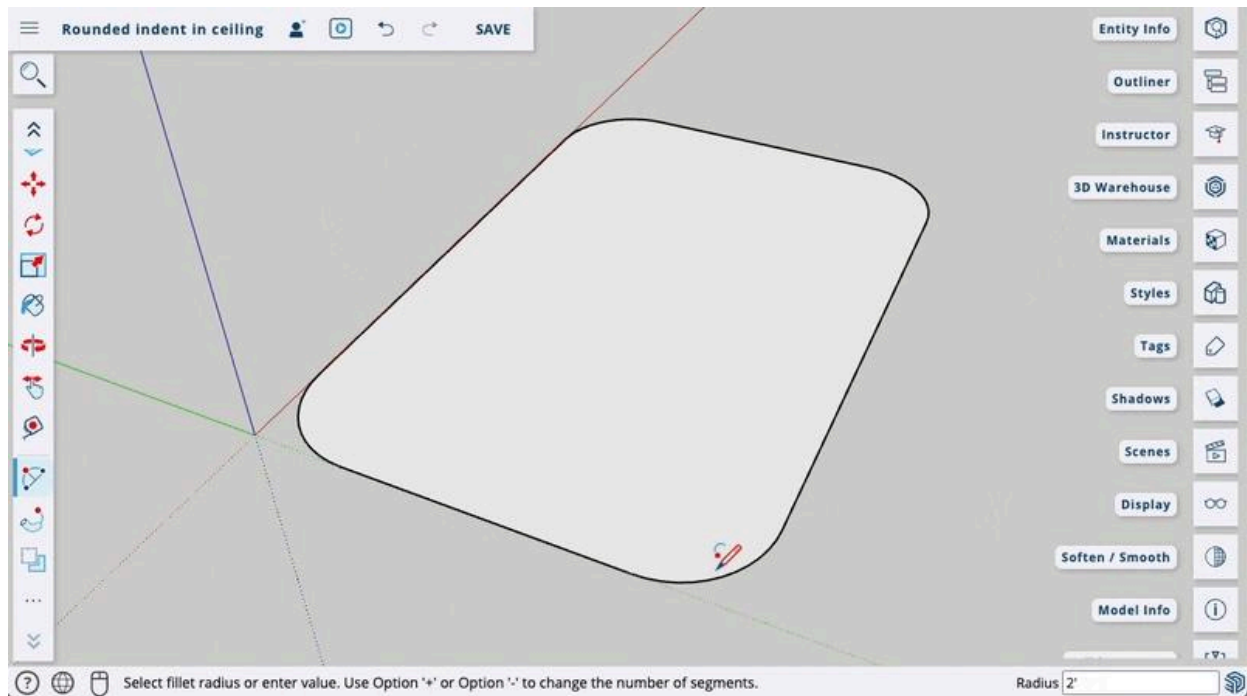 Rounded indent in ceiling
SAVE
Entity Info
Outliner
Instructor
3D Warehouse
Materials
Styles
Tags
Shadows
Scenes
Display
Soften / Smooth
Model Info
Select fillet radius or enter value. Use Option '+' or Option '-' to change the number of segments.
Radius 2'